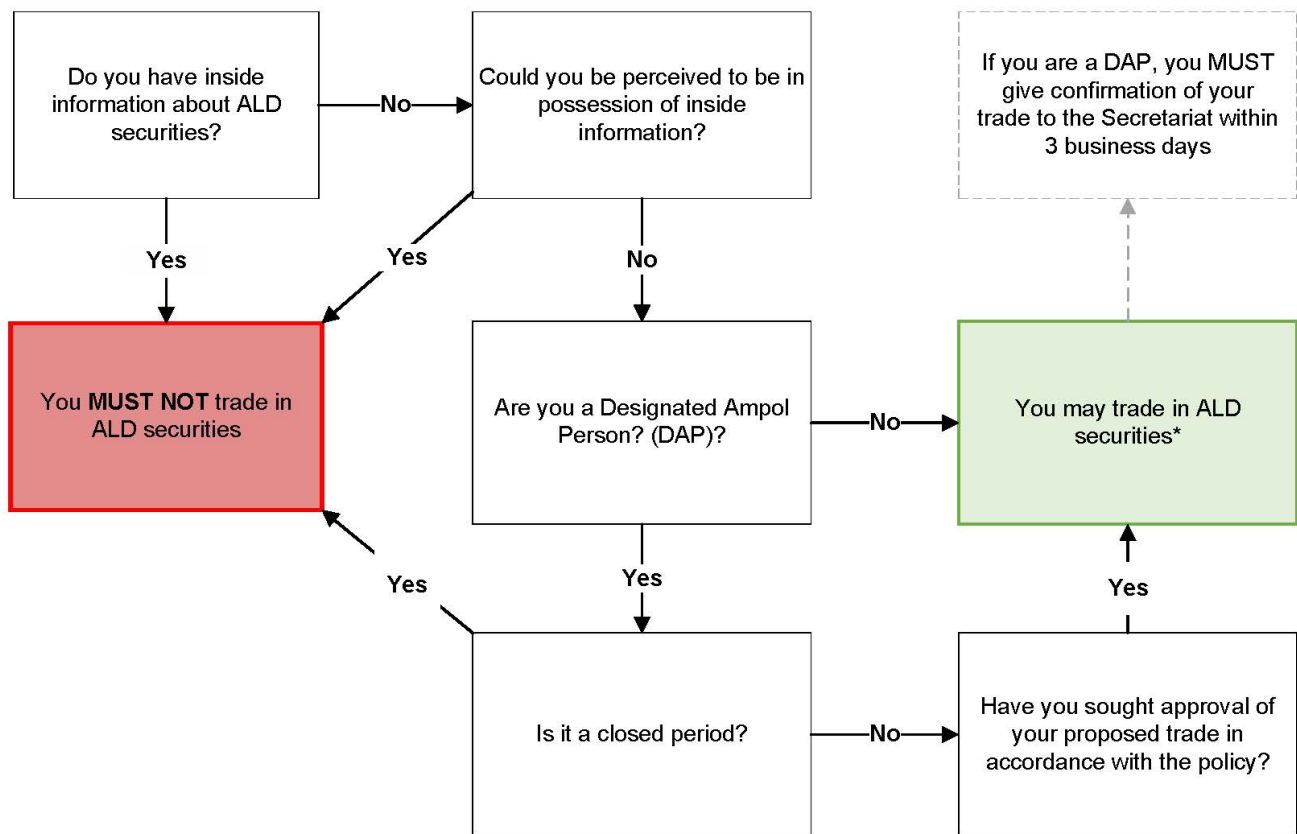 Do you have inside
information about ALD
securities?
No
Could you be perceived to be in
possession of inside
information?
If you are a DAP, you MUST
give confirmation of your
trade to the Secretariat within
3 business days
Yes
Yes
No
You MUST NOT trade in
ALD securities
Are you a Designated Ampol
Person? (DAP)?
No
You may trade in ALD
securities*
Yes
Yes
Yes
Is it a closed period?
No
Have you sought approval of
your proposed trade in
accordance with the policy?